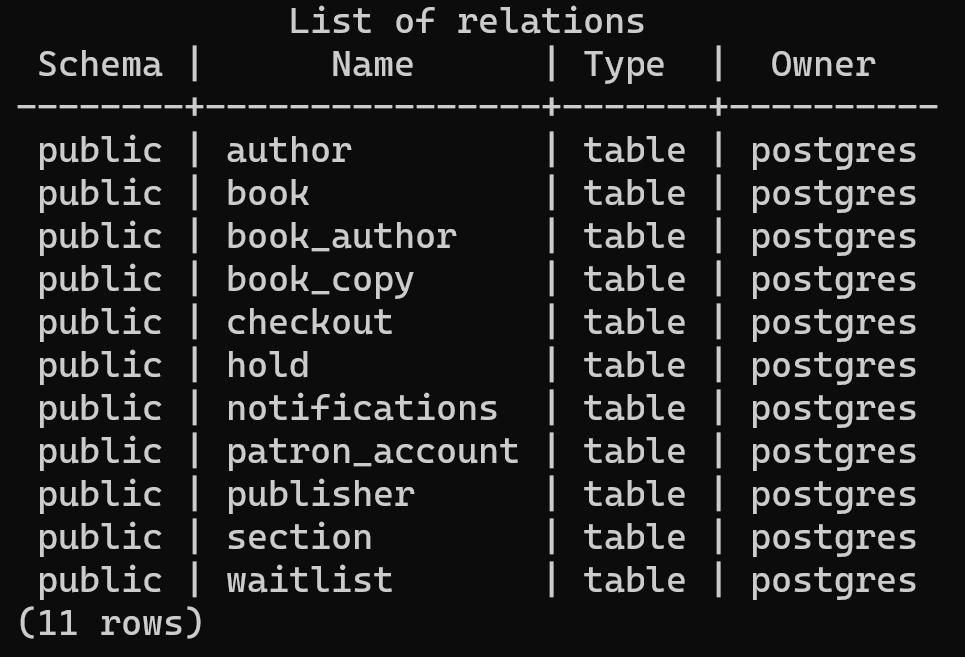 List of relations
 Schema |      Name      | Type  |  Owner
--------+----------------+-------+----------
 public | author         | table | postgres
 public | book           | table | postgres
 public | book_author    | table | postgres
 public | book_copy      | table | postgres
 public | checkout       | table | postgres
 public | hold           | table | postgres
 public | notifications  | table | postgres
 public | patron_account | table | postgres
 public | publisher      | table | postgres
 public | section        | table | postgres
 public | waitlist       | table | postgres
(11 rows)